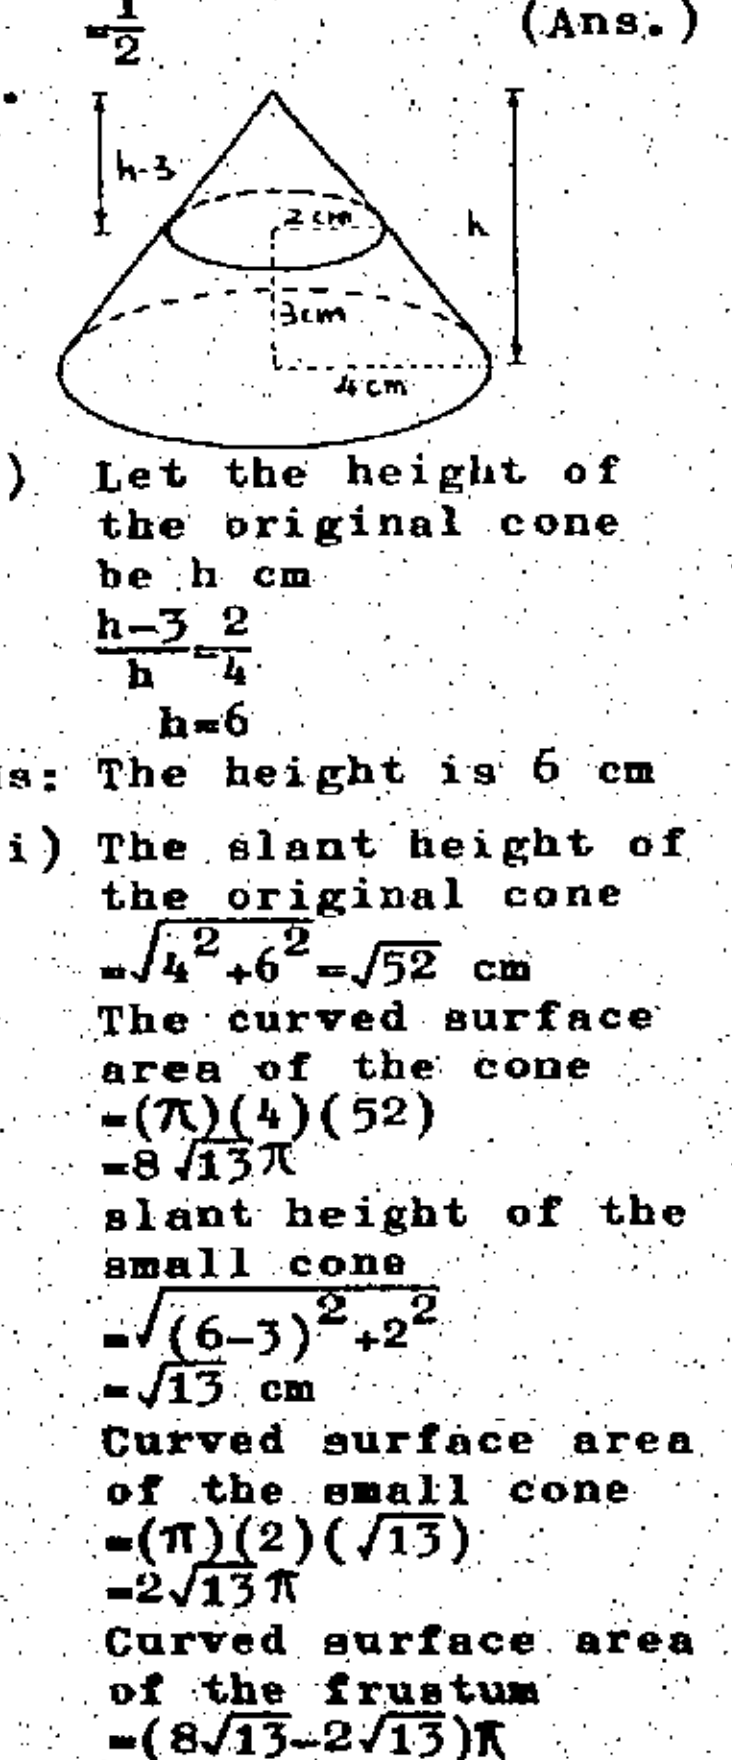 =1/2 (Ans.)
h-3
2 cm
h
3cm
4 cm
) Let the height of
the original cone
be h cm
(h-3)/h = 2/4
h=6
s: The height is 6 cm
i) The slant height of
the original cone
=√(4²+6²)=√52 cm
The curved surface
area of the cone
=(π)(4)(52)
=8√13π
slant height of the
small cone
=√((6-3)²+2²)
=√13 cm
Curved surface area
of the small cone
=(π)(2)(√13)
=2√13π
Curved surface area
of the frustum
=(8√13-2√13)π